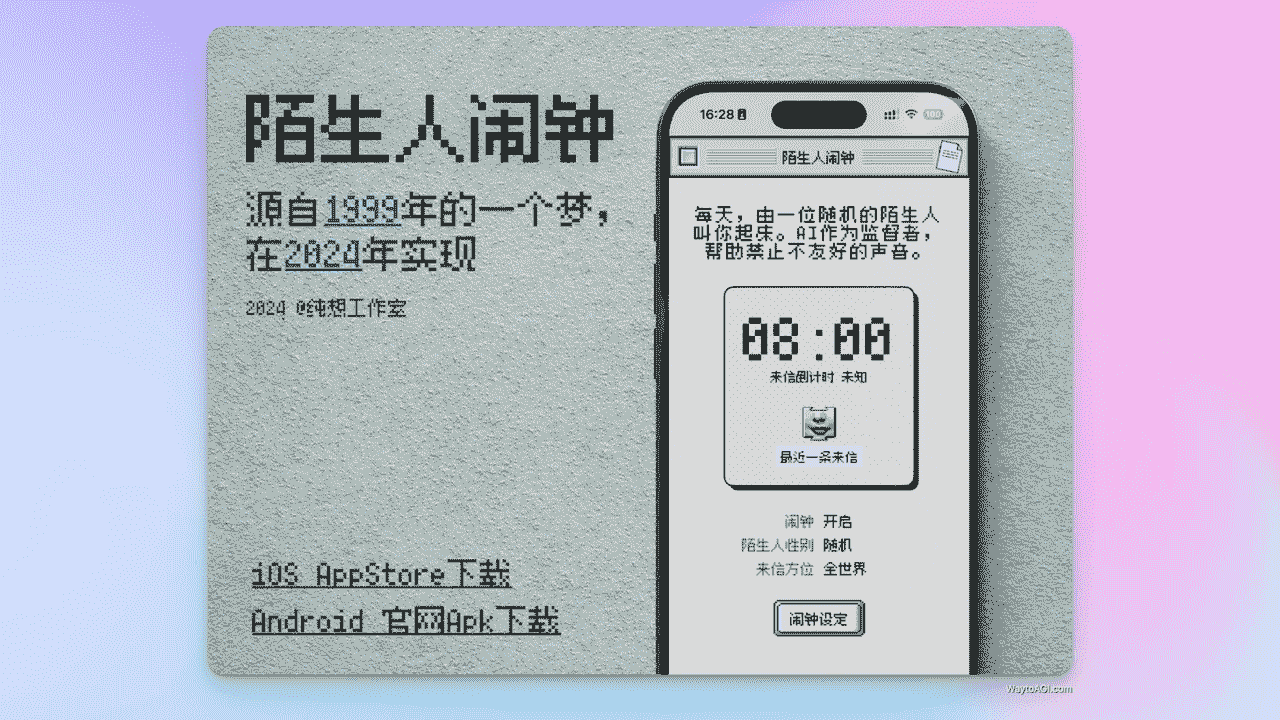 陌生人闹钟
源自1999年的一个梦，
在2024年实现
2024 @纯想工作室
iOS AppStore下载
Android 官网Apk下载
16:28
100
陌生人闹钟
每天，由一位随机的陌生人
叫你起床。AI作为监督者，
帮助禁止不友好的声音。
08:00
来信倒计时 未知
最近一条来信
闹钟 开启
陌生人性别 随机
来信方位 全世界
闹钟设定
WaytoAGI.com